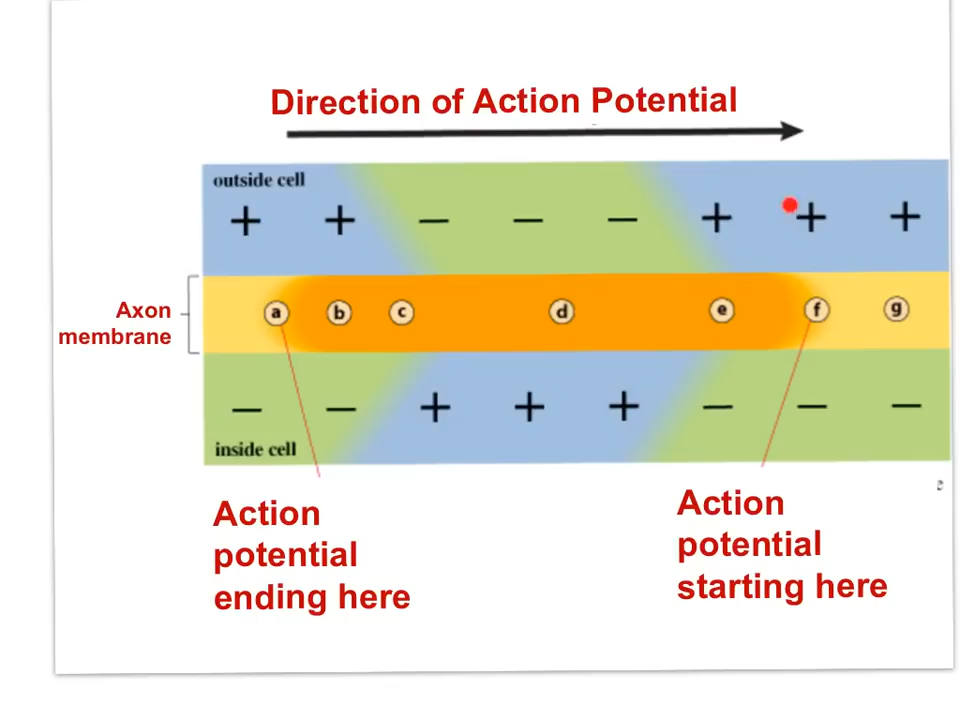 Direction of Action Potential
outside cell
+ + − − − + + +
Axon
membrane
a b c d e f g
− − + + + − − −
inside cell
Action
potential
ending here
Action
potential
starting here